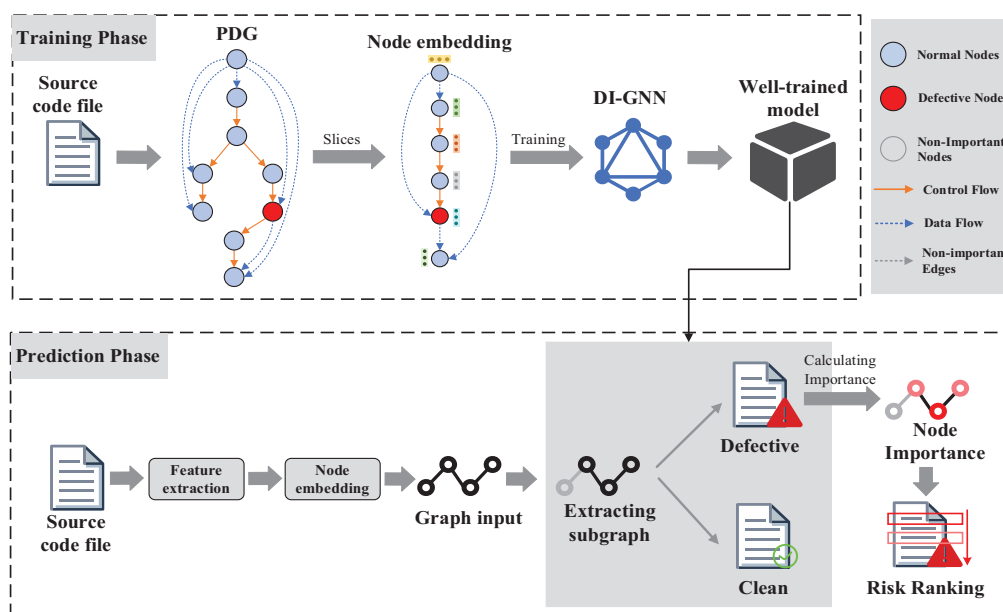 Training Phase
PDG
Node embedding
Source
code file
Slices
Training
DI-GNN
Well-trained
model
Normal Nodes
Defective Node
Non-Important
Nodes
Control Flow
Data Flow
Non-important
Edges
Prediction Phase
Source
code file
Feature
extraction
Node
embedding
Graph input
Extracting
subgraph
Defective
Clean
Calculating
Importance
Node
Importance
Risk Ranking